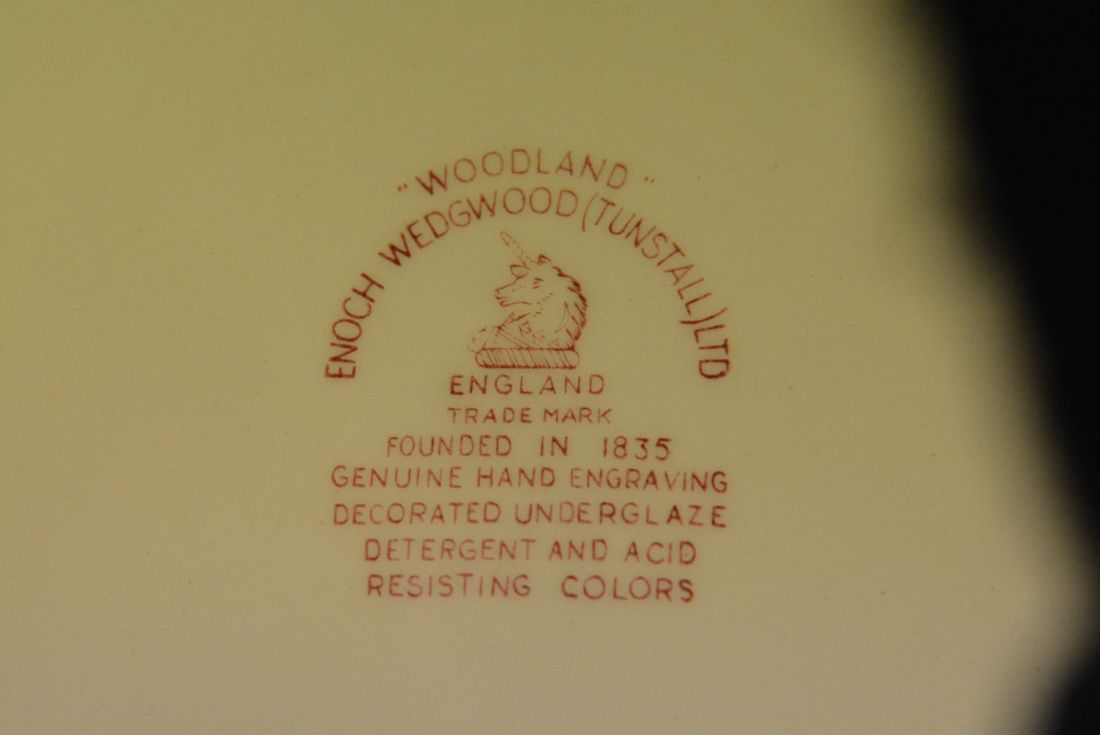 "WOODLAND"
ENOCH WEDGWOOD (TUNSTALL) LTD
ENGLAND
TRADE MARK
FOUNDED IN 1835
GENUINE HAND ENGRAVING
DECORATED UNDERGLAZE
DETERGENT AND ACID
RESISTING COLORS